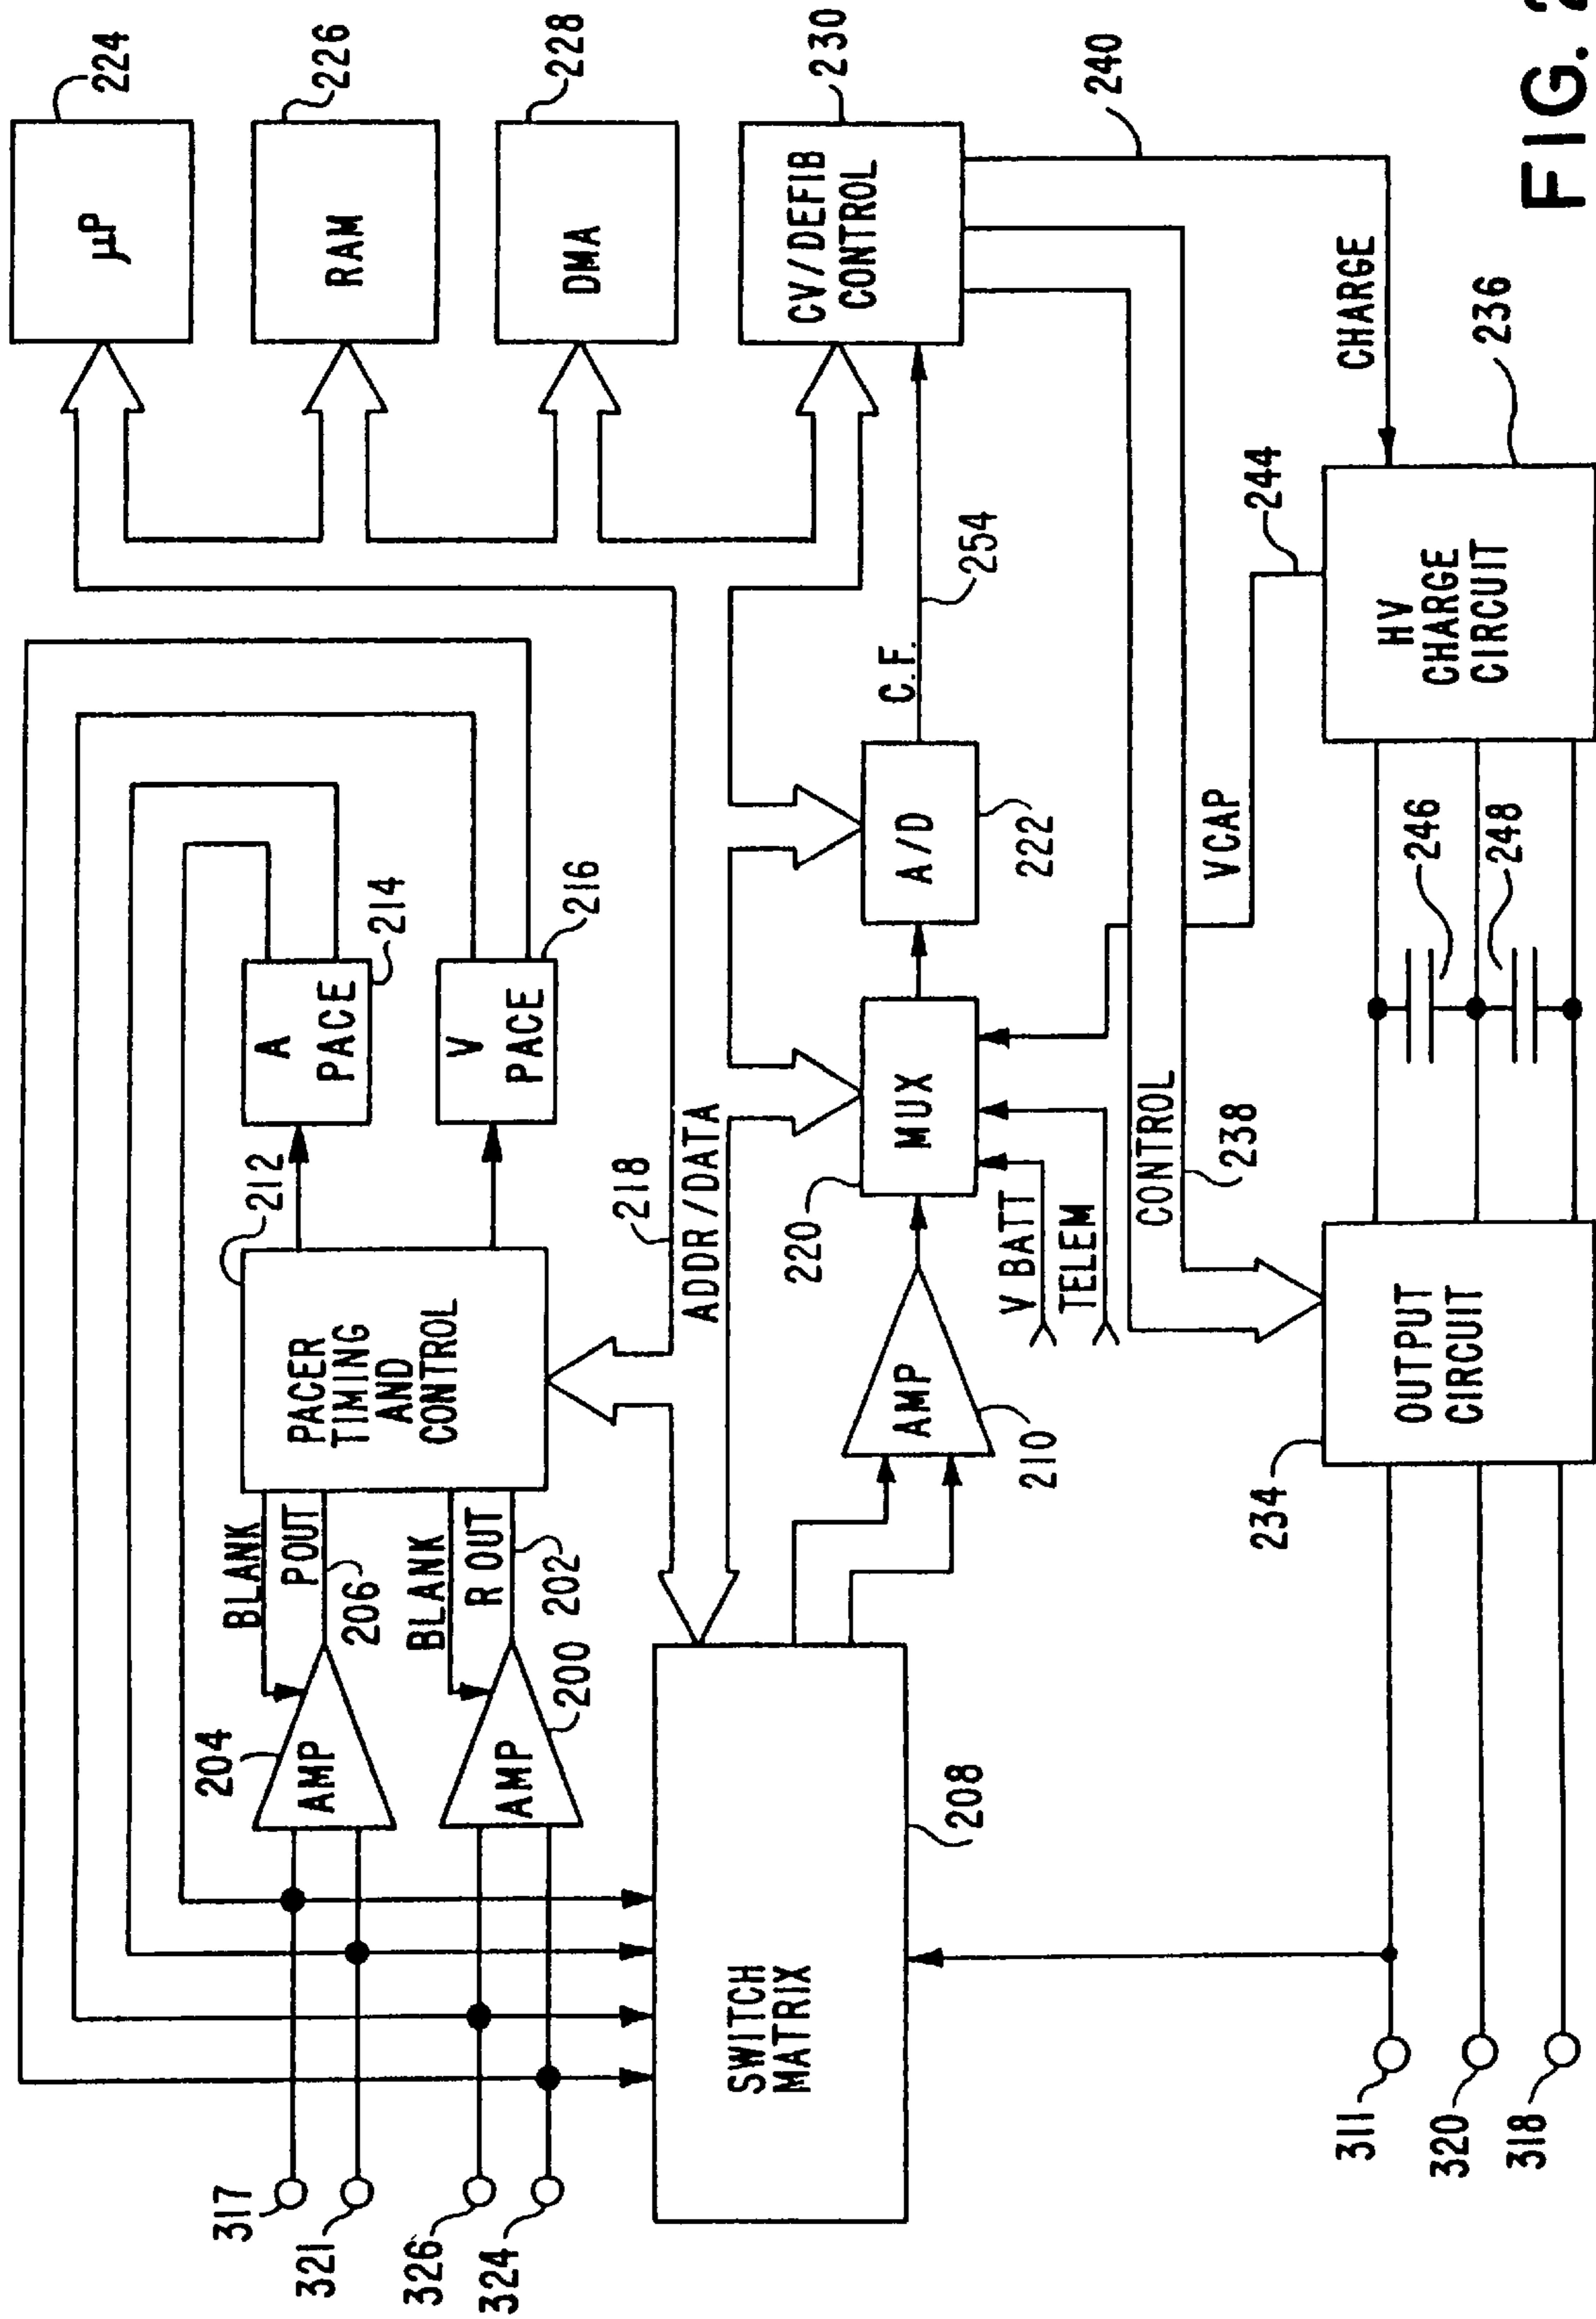 224
µP
226
RAM
228
DMA
230
CV/DEFIB
CONTROL
240
214
A
PACE
216
V
PACE
212
PACER
TIMING
AND
CONTROL
BLANK
POUT
206
BLANK
R OUT
202
204
AMP
200
AMP
317
321
326
324
218
ADDR/DATA
C.F.
254
A/D
222
MUX
220
AMP
210
V BATT
TELEM
SWITCH
MATRIX
208
CONTROL
238
VCAP
244
CHARGE
HV
CHARGE
CIRCUIT
236
246
248
OUTPUT
CIRCUIT
234
311
320
318
FIG.